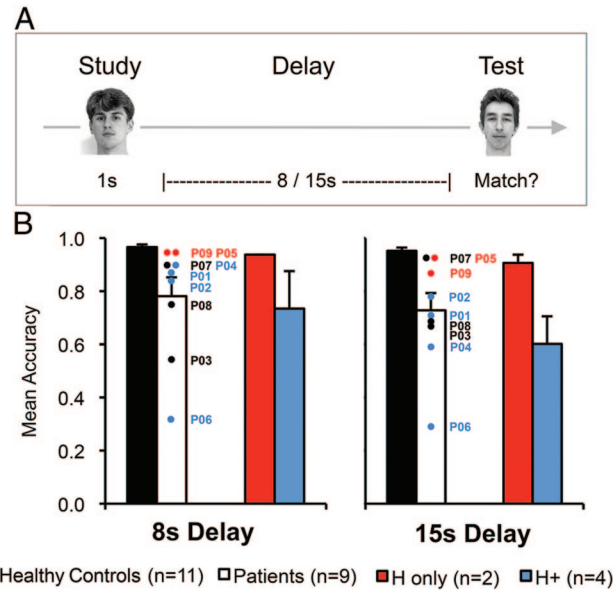 A
Study Delay Test
1s |--------------- 8 / 15s ---------------| Match?
B
Mean Accuracy
1.0
0.8
0.6
0.4
0.2
0.0
P09 P05
P07 P04
P01
P02
P08
P03
P06
8s Delay
P07 P05
P09
P02
P01
P08
P03
P04
P06
15s Delay
Healthy Controls (n=11) Patients (n=9) H only (n=2) H+ (n=4)